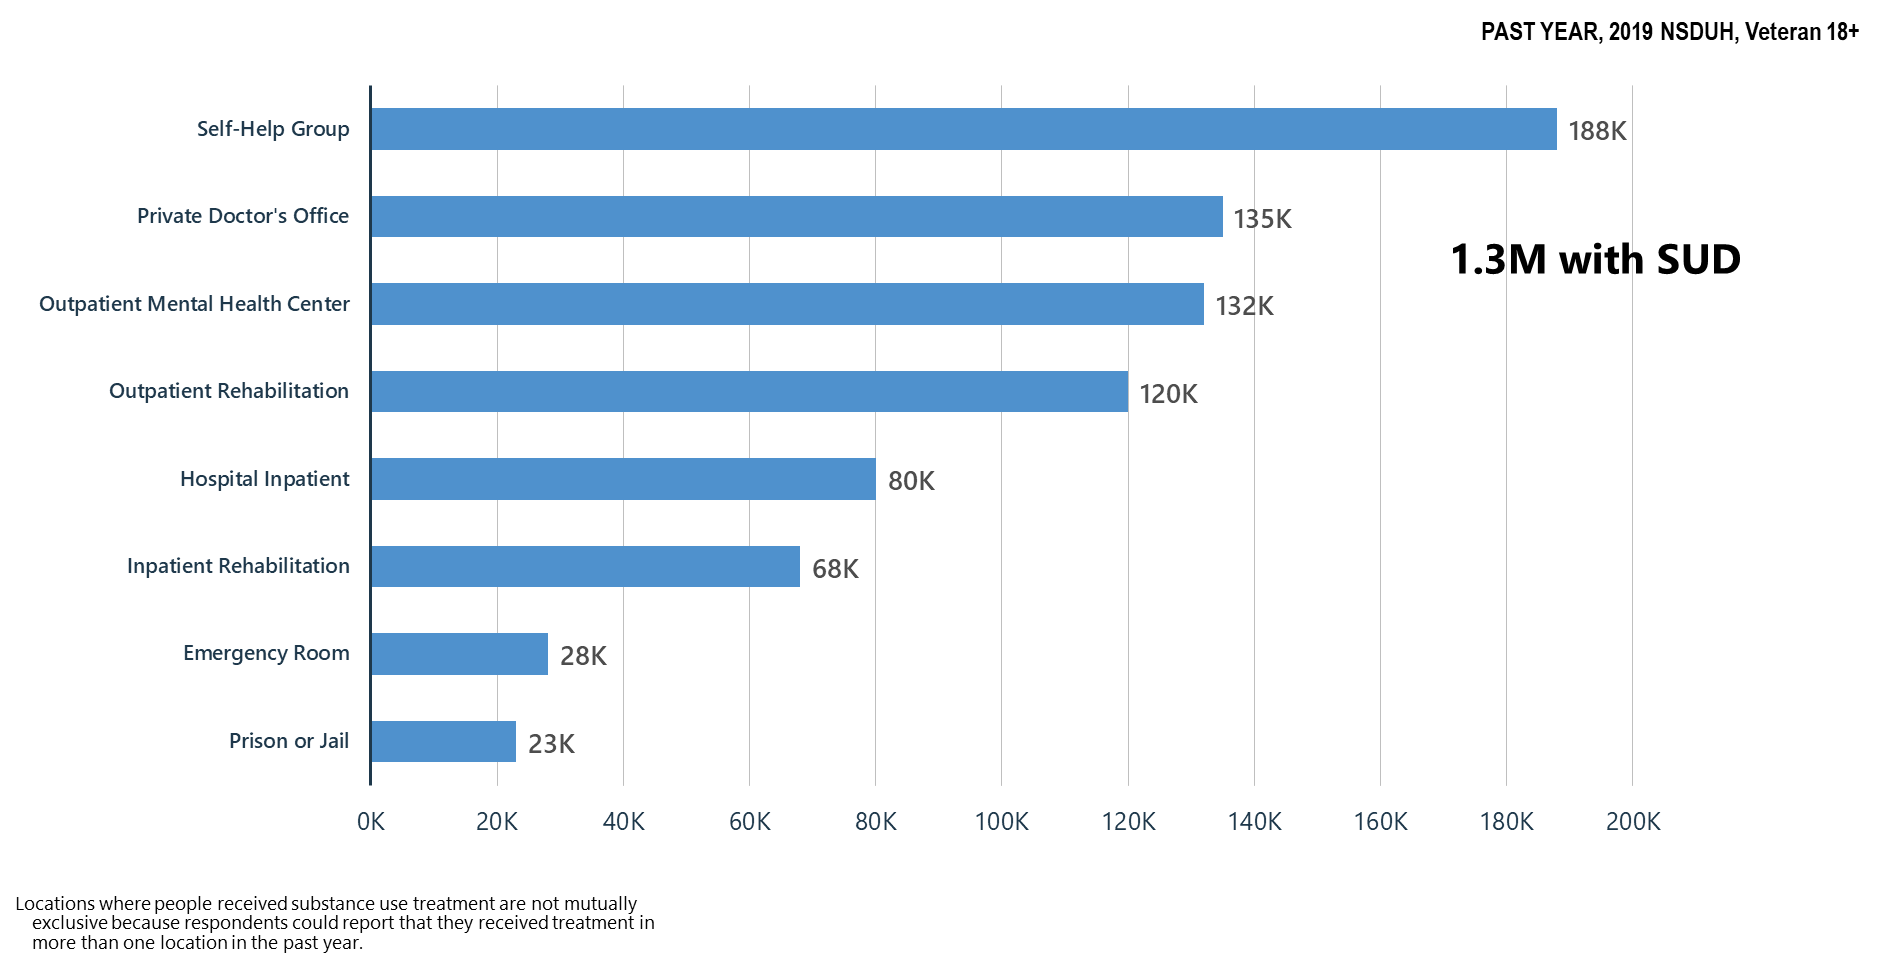 PAST YEAR, 2019 NSDUH, Veteran 18+
Self-Help Group
188K
Private Doctor's Office
135K
1.3M with SUD
Outpatient Mental Health Center
132K
Outpatient Rehabilitation
120K
Hospital Inpatient
80K
Inpatient Rehabilitation
68K
Emergency Room
28K
Prison or Jail
23K
0K 20K 40K 60K 80K 100K 120K 140K 160K 180K 200K
Locations where people received substance use treatment are not mutually
exclusive because respondents could report that they received treatment in
more than one location in the past year.